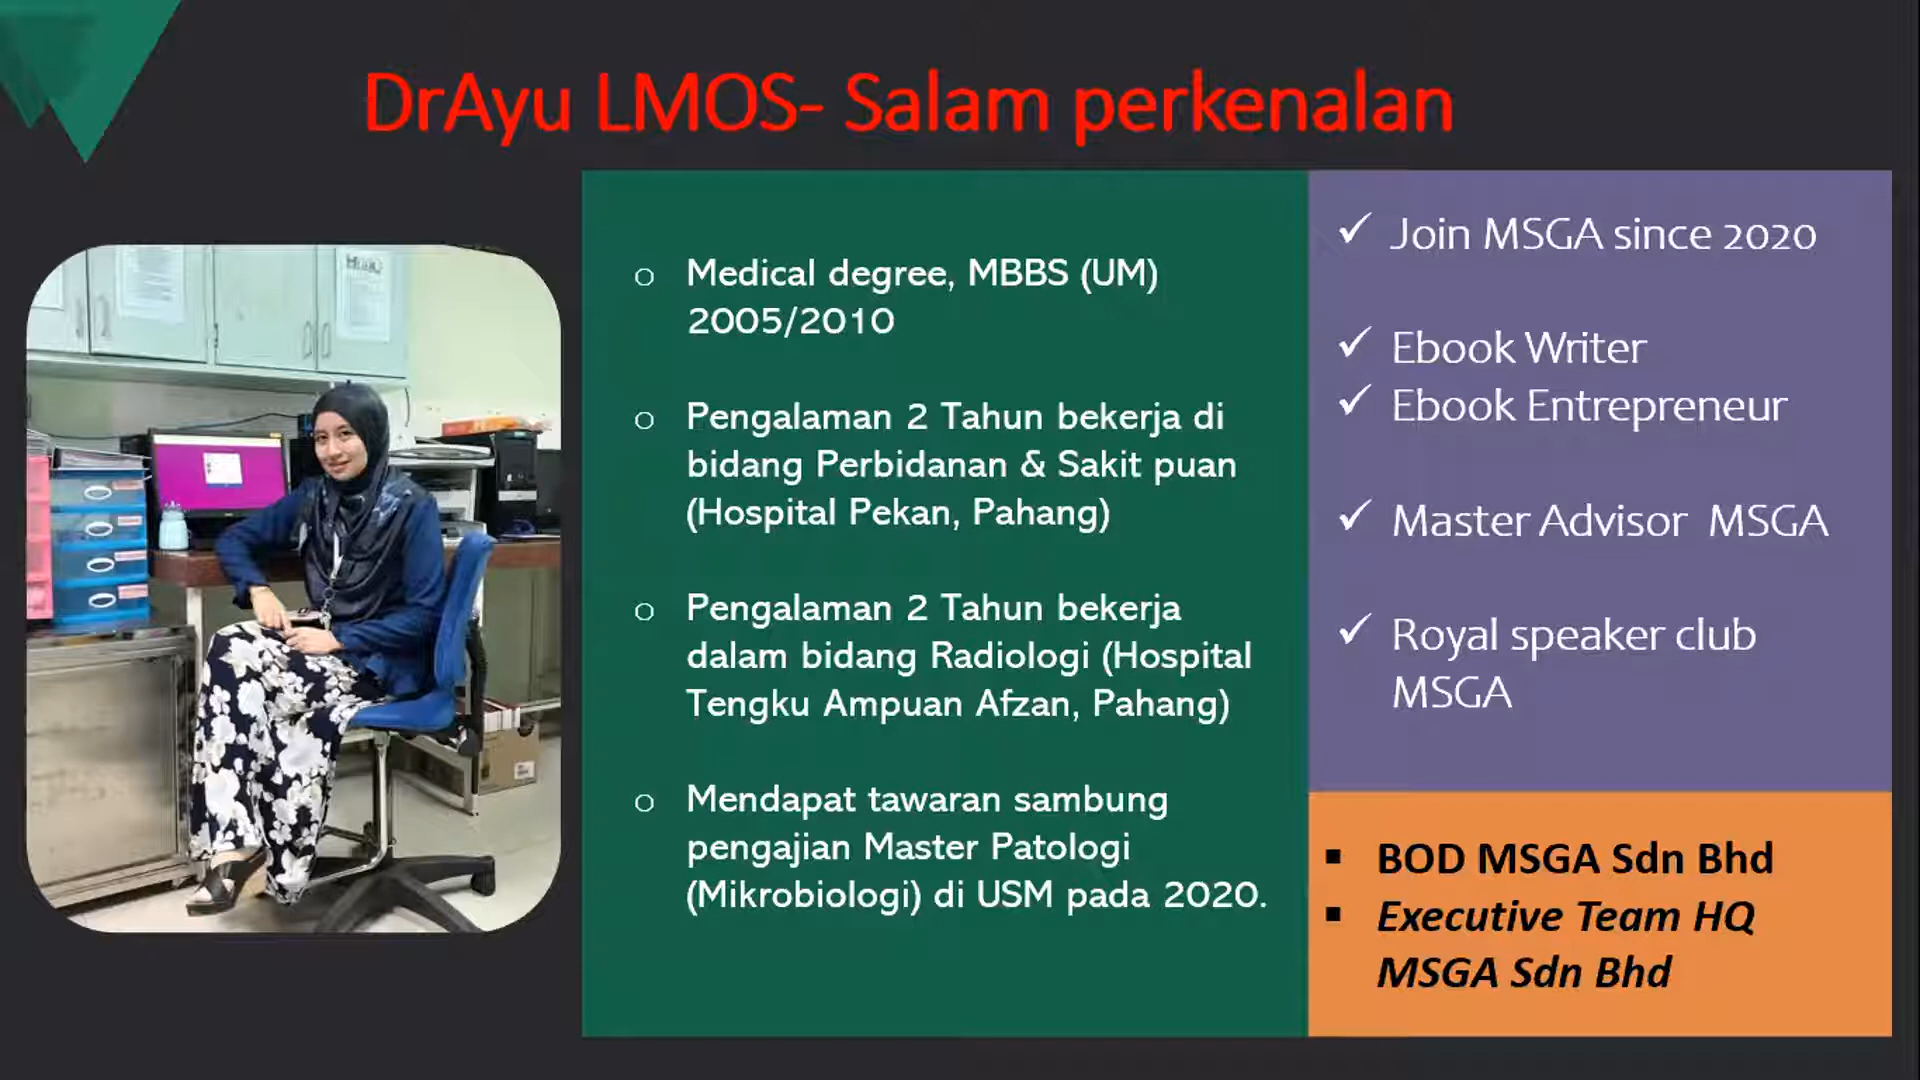 DrAyu LMOS- Salam perkenalan
o Medical degree, MBBS (UM)
2005/2010
o Pengalaman 2 Tahun bekerja di
bidang Perbidanan & Sakit puan
(Hospital Pekan, Pahang)
o Pengalaman 2 Tahun bekerja
dalam bidang Radiologi (Hospital
Tengku Ampuan Afzan, Pahang)
o Mendapat tawaran sambung
pengajian Master Patologi
(Mikrobiologi) di USM pada 2020.
✓ Join MSGA since 2020
✓ Ebook Writer
✓ Ebook Entrepreneur
✓ Master Advisor MSGA
✓ Royal speaker club
MSGA
▪ BOD MSGA Sdn Bhd
▪ Executive Team HQ
MSGA Sdn Bhd